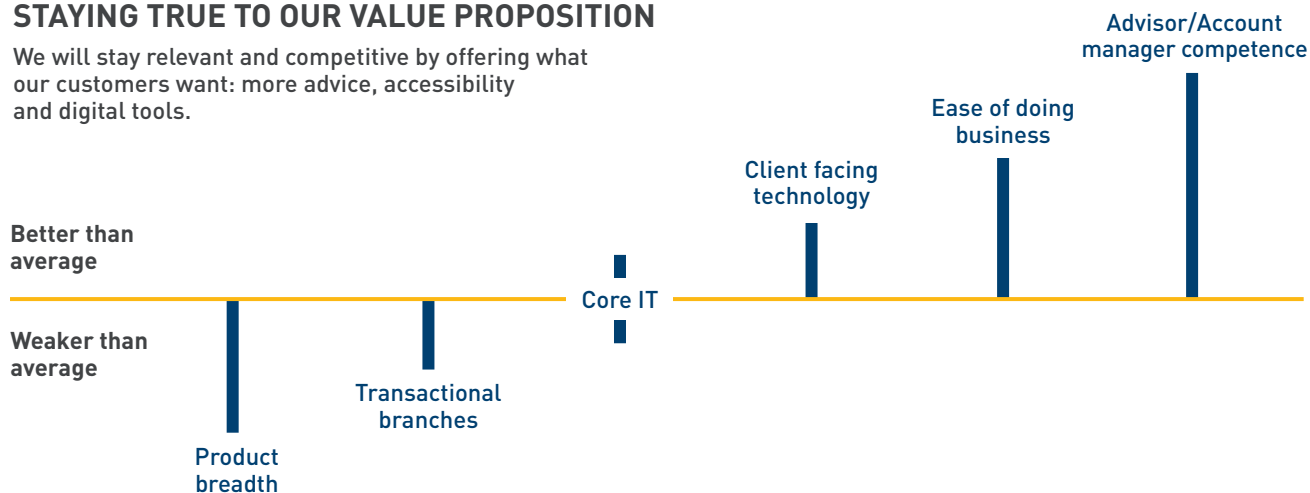 STAYING TRUE TO OUR VALUE PROPOSITION
We will stay relevant and competitive by offering what
our customers want: more advice, accessibility
and digital tools.
Advisor/Account
manager competence
Ease of doing
business
Client facing
technology
Better than
average
Core IT
Weaker than
average
Transactional
branches
Product
breadth